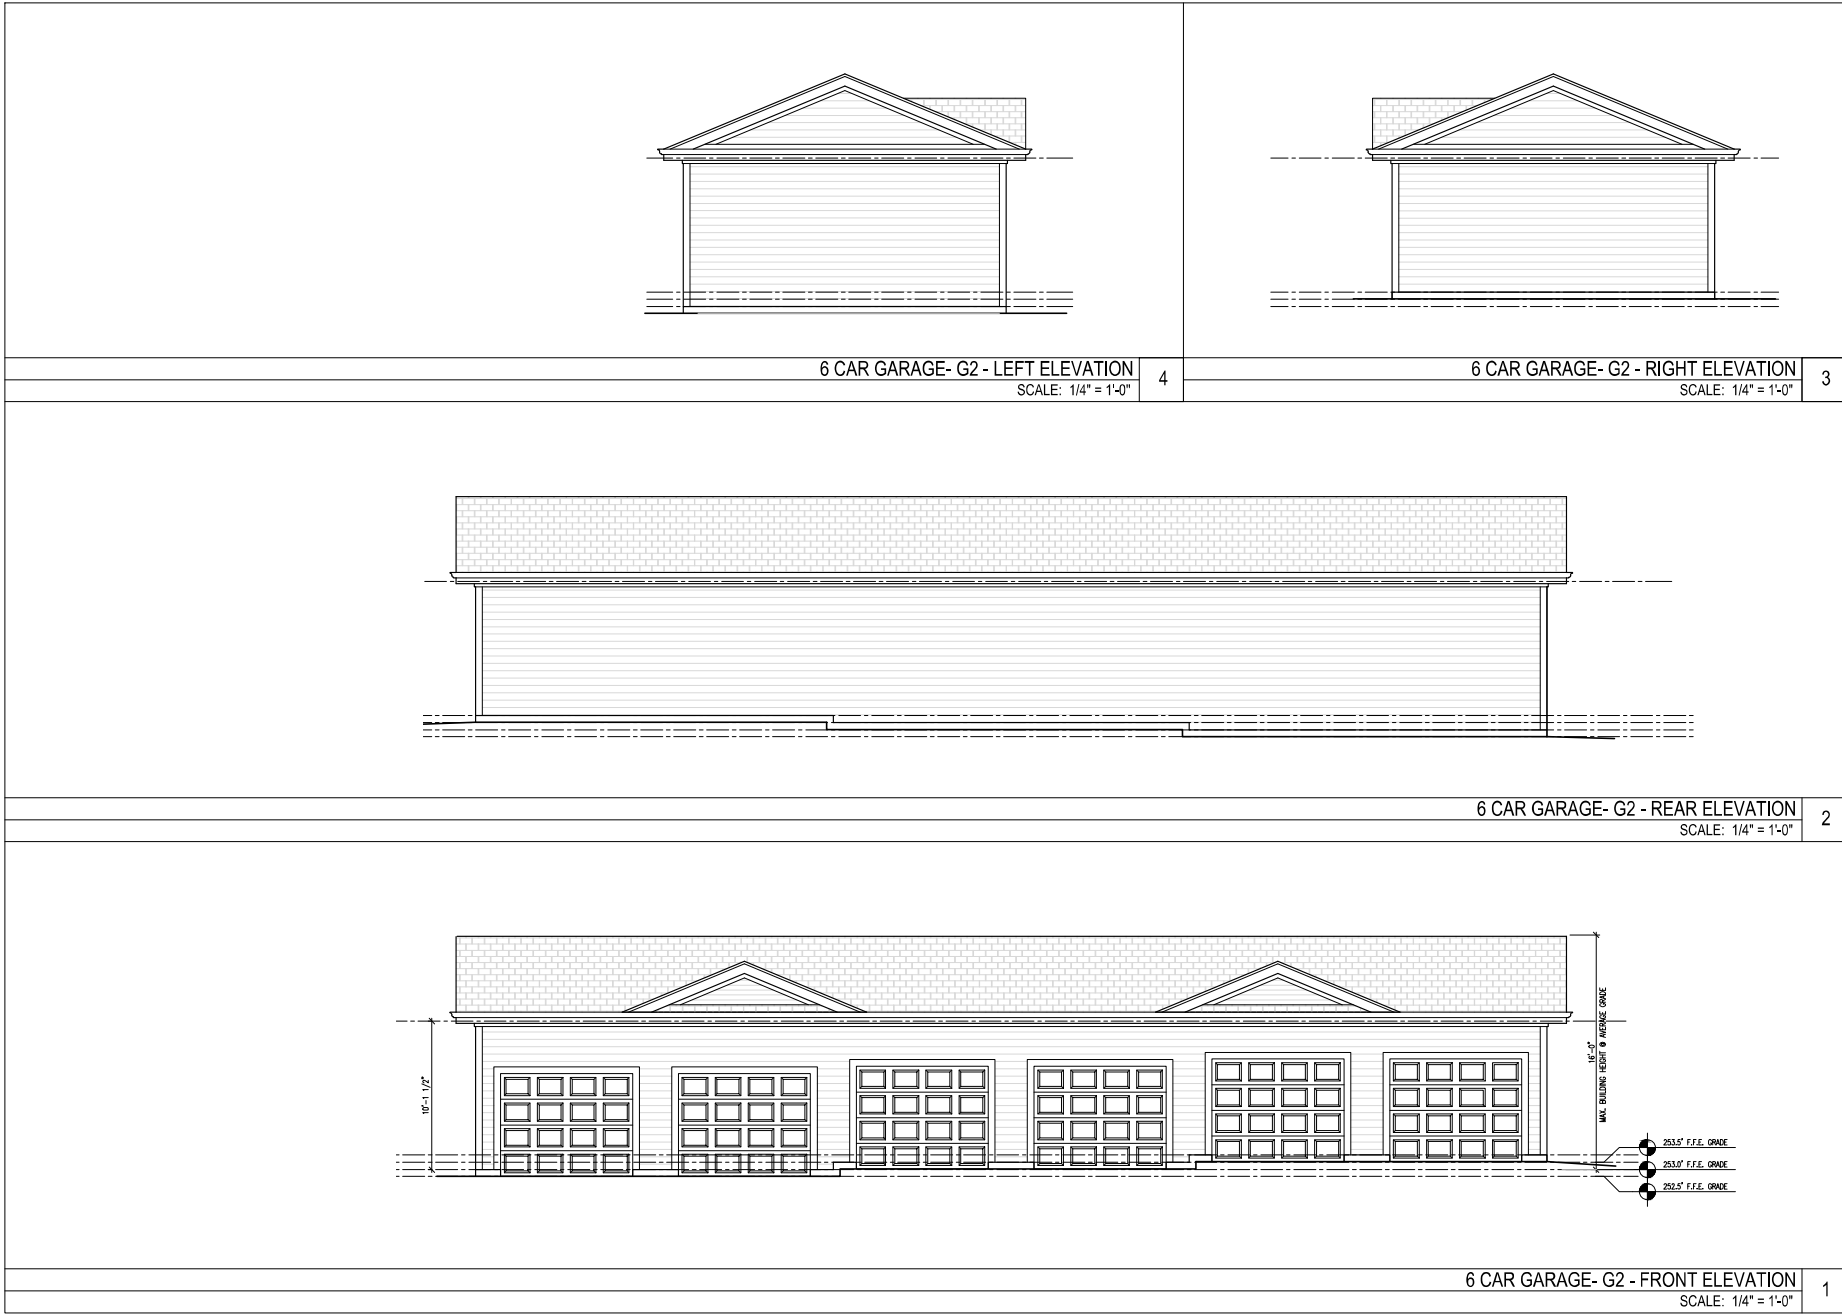 6 CAR GARAGE- G2 - LEFT ELEVATION
SCALE: 1/4" = 1'-0"
4
6 CAR GARAGE- G2 - RIGHT ELEVATION
SCALE: 1/4" = 1'-0"
3
6 CAR GARAGE- G2 - REAR ELEVATION
SCALE: 1/4" = 1'-0"
2
10'-1 1/2"
16'-0"
MAX. BUILDING HEIGHT @ AVERAGE GRADE
253.5' F.F.E. GRADE
253.0' F.F.E. GRADE
252.5' F.F.E. GRADE
6 CAR GARAGE- G2 - FRONT ELEVATION
SCALE: 1/4" = 1'-0"
1